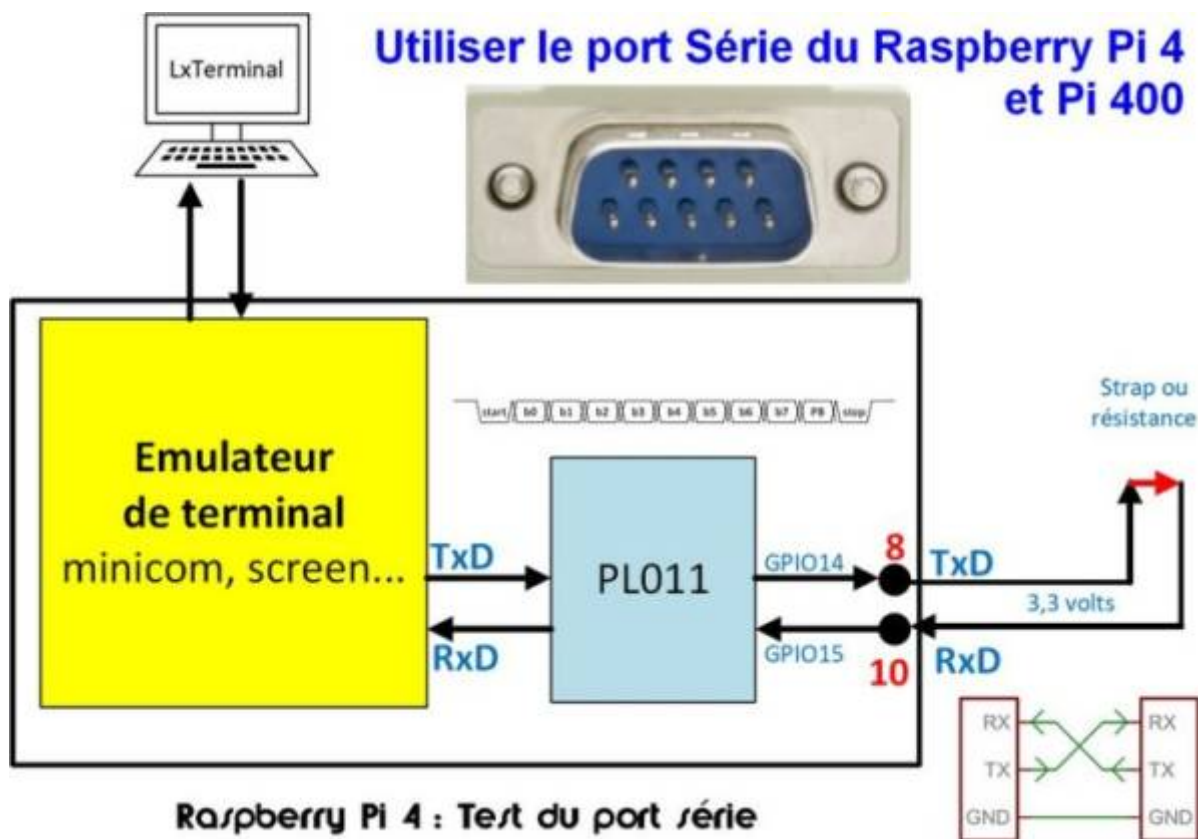 Utiliser le port Série du Raspberry Pi 4
et Pi 400
LxTerminal
Strap ou
résistance
start b0 b1 b2 b3 b4 b5 b6 b7 PB stop
Emulateur
de terminal
minicom, screen...
TxD
RxD
PL011
GPIO14
GPIO15
8
10
TxD
3,3 volts
RxD
RX
TX
GND
RX
TX
GND
Raspberry Pi 4 : Test du port série